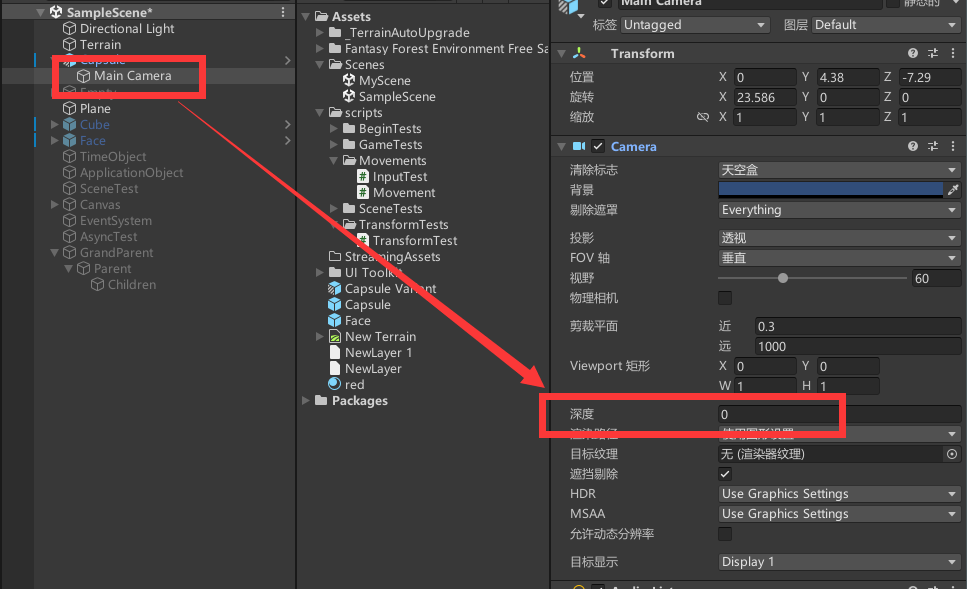 SampleScene*
Directional Light
Terrain
Capsule
Main Camera
Empty
Plane
Cube
Face
TimeObject
ApplicationObject
SceneTest
Canvas
EventSystem
AsyncTest
GrandParent
Parent
Children
Assets
_TerrainAutoUpgrade
Fantasy Forest Environment Free Sa
Scenes
MyScene
SampleScene
scripts
BeginTests
GameTests
Movements
InputTest
Movement
SceneTests
TransformTests
TransformTest
StreamingAssets
UI Toolkit
Capsule Variant
Capsule
Face
New Terrain
NewLayer 1
NewLayer
red
Packages
Main Camera 静态的
标签 Untagged 图层 Default
Transform
位置 X 0 Y 4.38 Z -7.29
旋转 X 23.586 Y 0 Z 0
缩放 X 1 Y 1 Z 1
Camera
清除标志 天空盒
背景
剔除遮罩 Everything
投影 透视
FOV 轴 垂直
视野 60
物理相机
剪裁平面 近 0.3
远 1000
Viewport 矩形 X 0 Y 0
W 1 H 1
深度 0
渲染路径 使用图形设置
目标纹理 无 (渲染器纹理)
遮挡剔除
HDR Use Graphics Settings
MSAA Use Graphics Settings
允许动态分辨率
目标显示 Display 1